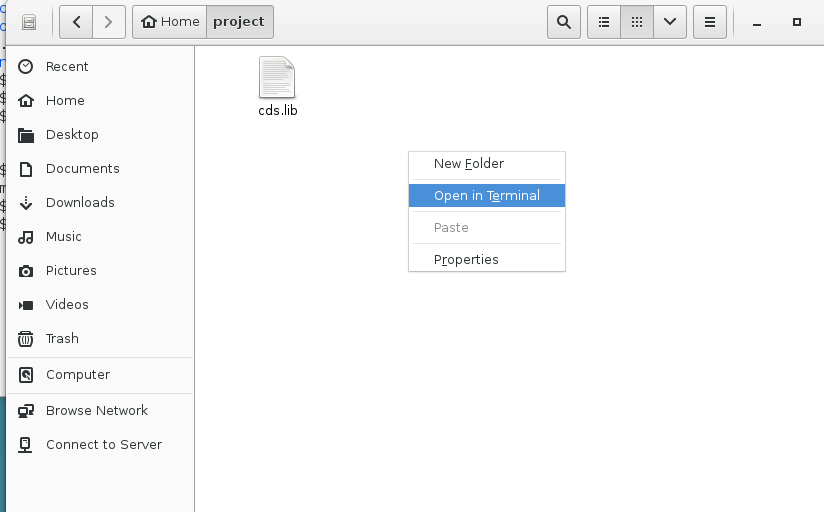 Home project
Recent
Home
Desktop
Documents
Downloads
Music
Pictures
Videos
Trash
Computer
Browse Network
Connect to Server
cds.lib
New Folder
Open in Terminal
Paste
Properties